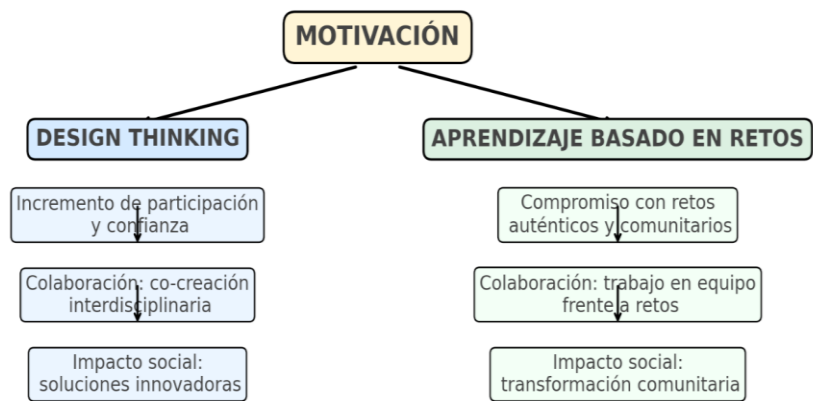 MOTIVACIÓN
DESIGN THINKING
Incremento de participación
y confianza
Colaboración: co-creación
interdisciplinaria
Impacto social:
soluciones innovadoras
APRENDIZAJE BASADO EN RETOS
Compromiso con retos
auténticos y comunitarios
Colaboración: trabajo en equipo
frente a retos
Impacto social:
transformación comunitaria